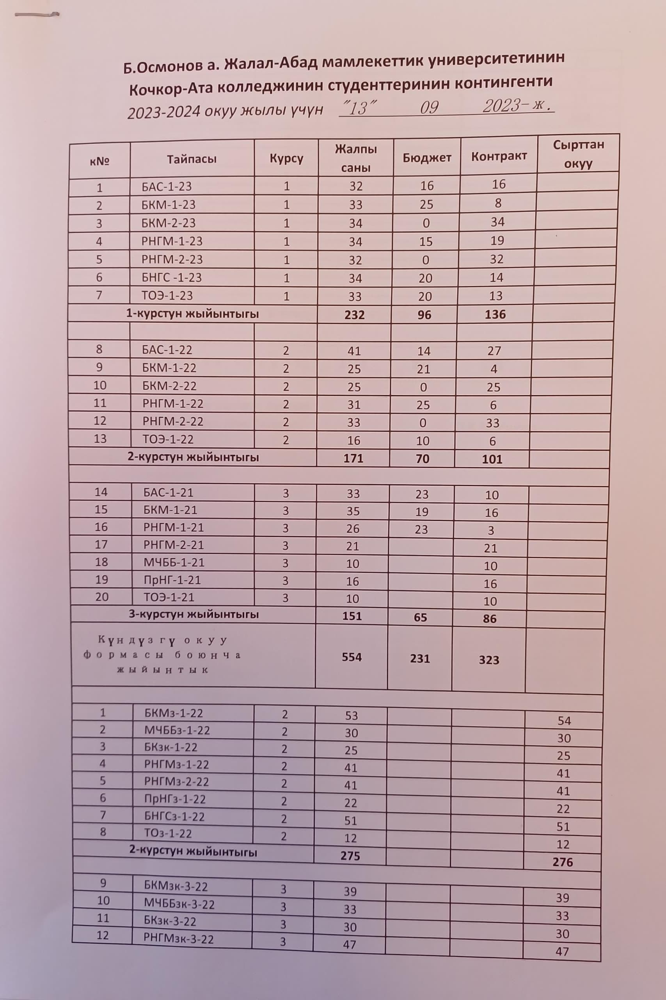 Б.Осмонов а. Жалал-Абад мамлекеттик университетинин
Кочкор-Ата колледжинин студенттеринин контингенти
2023-2024 окуу жылы үчүн "13" 09 2023-ж.
к№ Тайпасы Курсу Жалпы саны Бюджет Контракт Сырттан окуу
1 БАС-1-23 1 32 16 16
2 БКМ-1-23 1 33 25 8
3 БКМ-2-23 1 34 0 34
4 РНГМ-1-23 1 34 15 19
5 РНГМ-2-23 1 32 0 32
6 БНГС -1-23 1 34 20 14
7 ТОЭ-1-23 1 33 20 13
1-курстун жыйынтыгы 232 96 136
8 БАС-1-22 2 41 14 27
9 БКМ-1-22 2 25 21 4
10 БКМ-2-22 2 25 0 25
11 РНГМ-1-22 2 31 25 6
12 РНГМ-2-22 2 33 0 33
13 ТОЭ-1-22 2 16 10 6
2-курстун жыйынтыгы 171 70 101
14 БАС-1-21 3 33 23 10
15 БКМ-1-21 3 35 19 16
16 РНГМ-1-21 3 26 23 3
17 РНГМ-2-21 3 21 21
18 МЧББ-1-21 3 10 10
19 ПрНГ-1-21 3 16 16
20 ТОЭ-1-21 3 10 10
3-курстун жыйынтыгы 151 65 86
Күндүзгү окуу
формасы боюнча
жыйынтык
554 231 323
1 БКМз-1-22 2 53 54
2 МЧББз-1-22 2 30 30
3 БКзк-1-22 2 25 25
4 РНГМз-1-22 2 41 41
5 РНГМз-2-22 2 41 41
6 ПрНГз-1-22 2 22 22
7 БНГСз-1-22 2 51 51
8 ТОз-1-22 2 12 12
2-курстун жыйынтыгы 275 276
9 БКМзк-3-22 3 39 39
10 МЧББзк-3-22 3 33 33
11 БКзк-3-22 3 30 30
12 РНГМзк-3-22 3 47 47